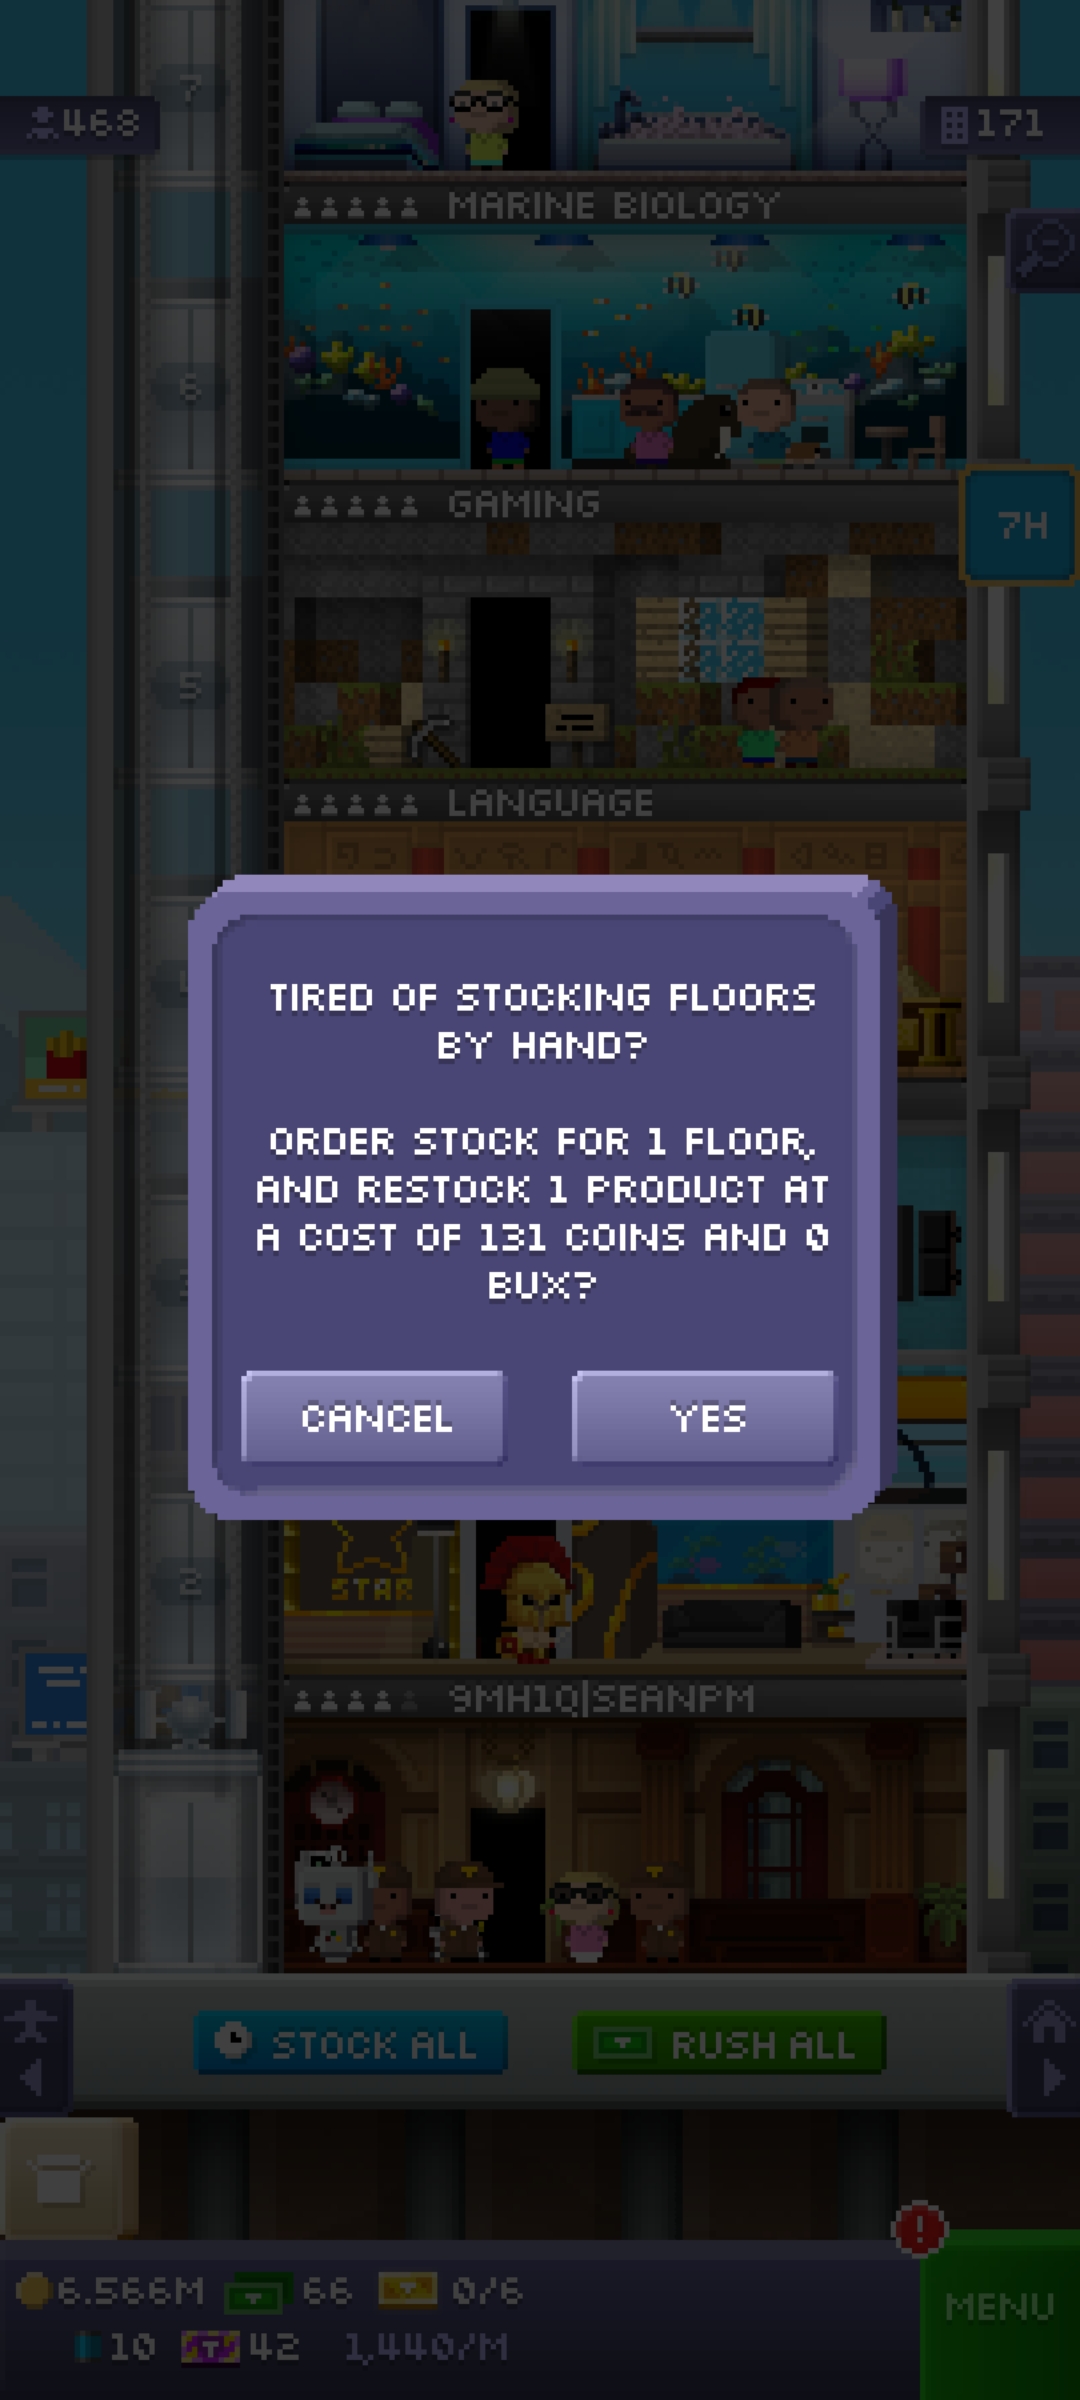 7
468
171
MARINE BIOLOGY
6
GAMING
7H
5
LANGUAGE
TIRED OF STOCKING FLOORS
BY HAND?
ORDER STOCK FOR 1 FLOOR,
AND RESTOCK 1 PRODUCT AT
A COST OF 131 COINS AND 0
BUX?
CANCEL
YES
STAR
2
9MH1Q|SEANPM
STOCK ALL
RUSH ALL
6.566M
66
0/6
10
42
1,440/M
!
MENU